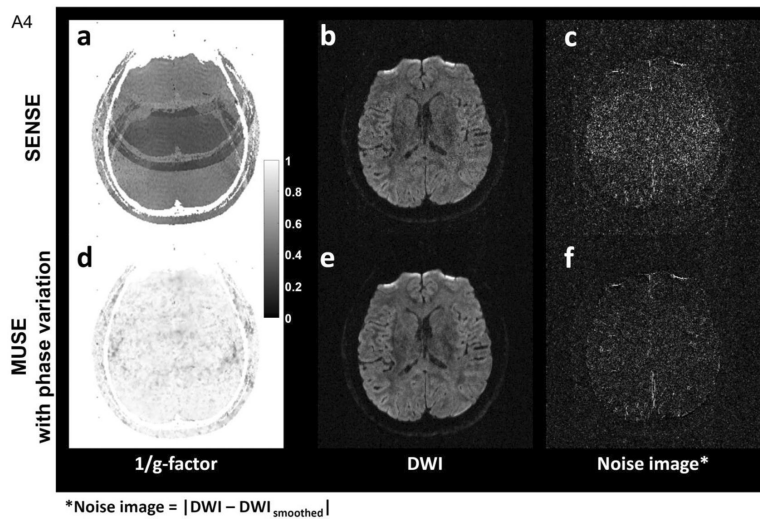 A4
a
b
c
SENSE
1
0.8
0.6
0.4
0.2
0
d
e
f
MUSE
with phase variation
1/g-factor
DWI
Noise image*
*Noise image = |DWI – DWI smoothed|